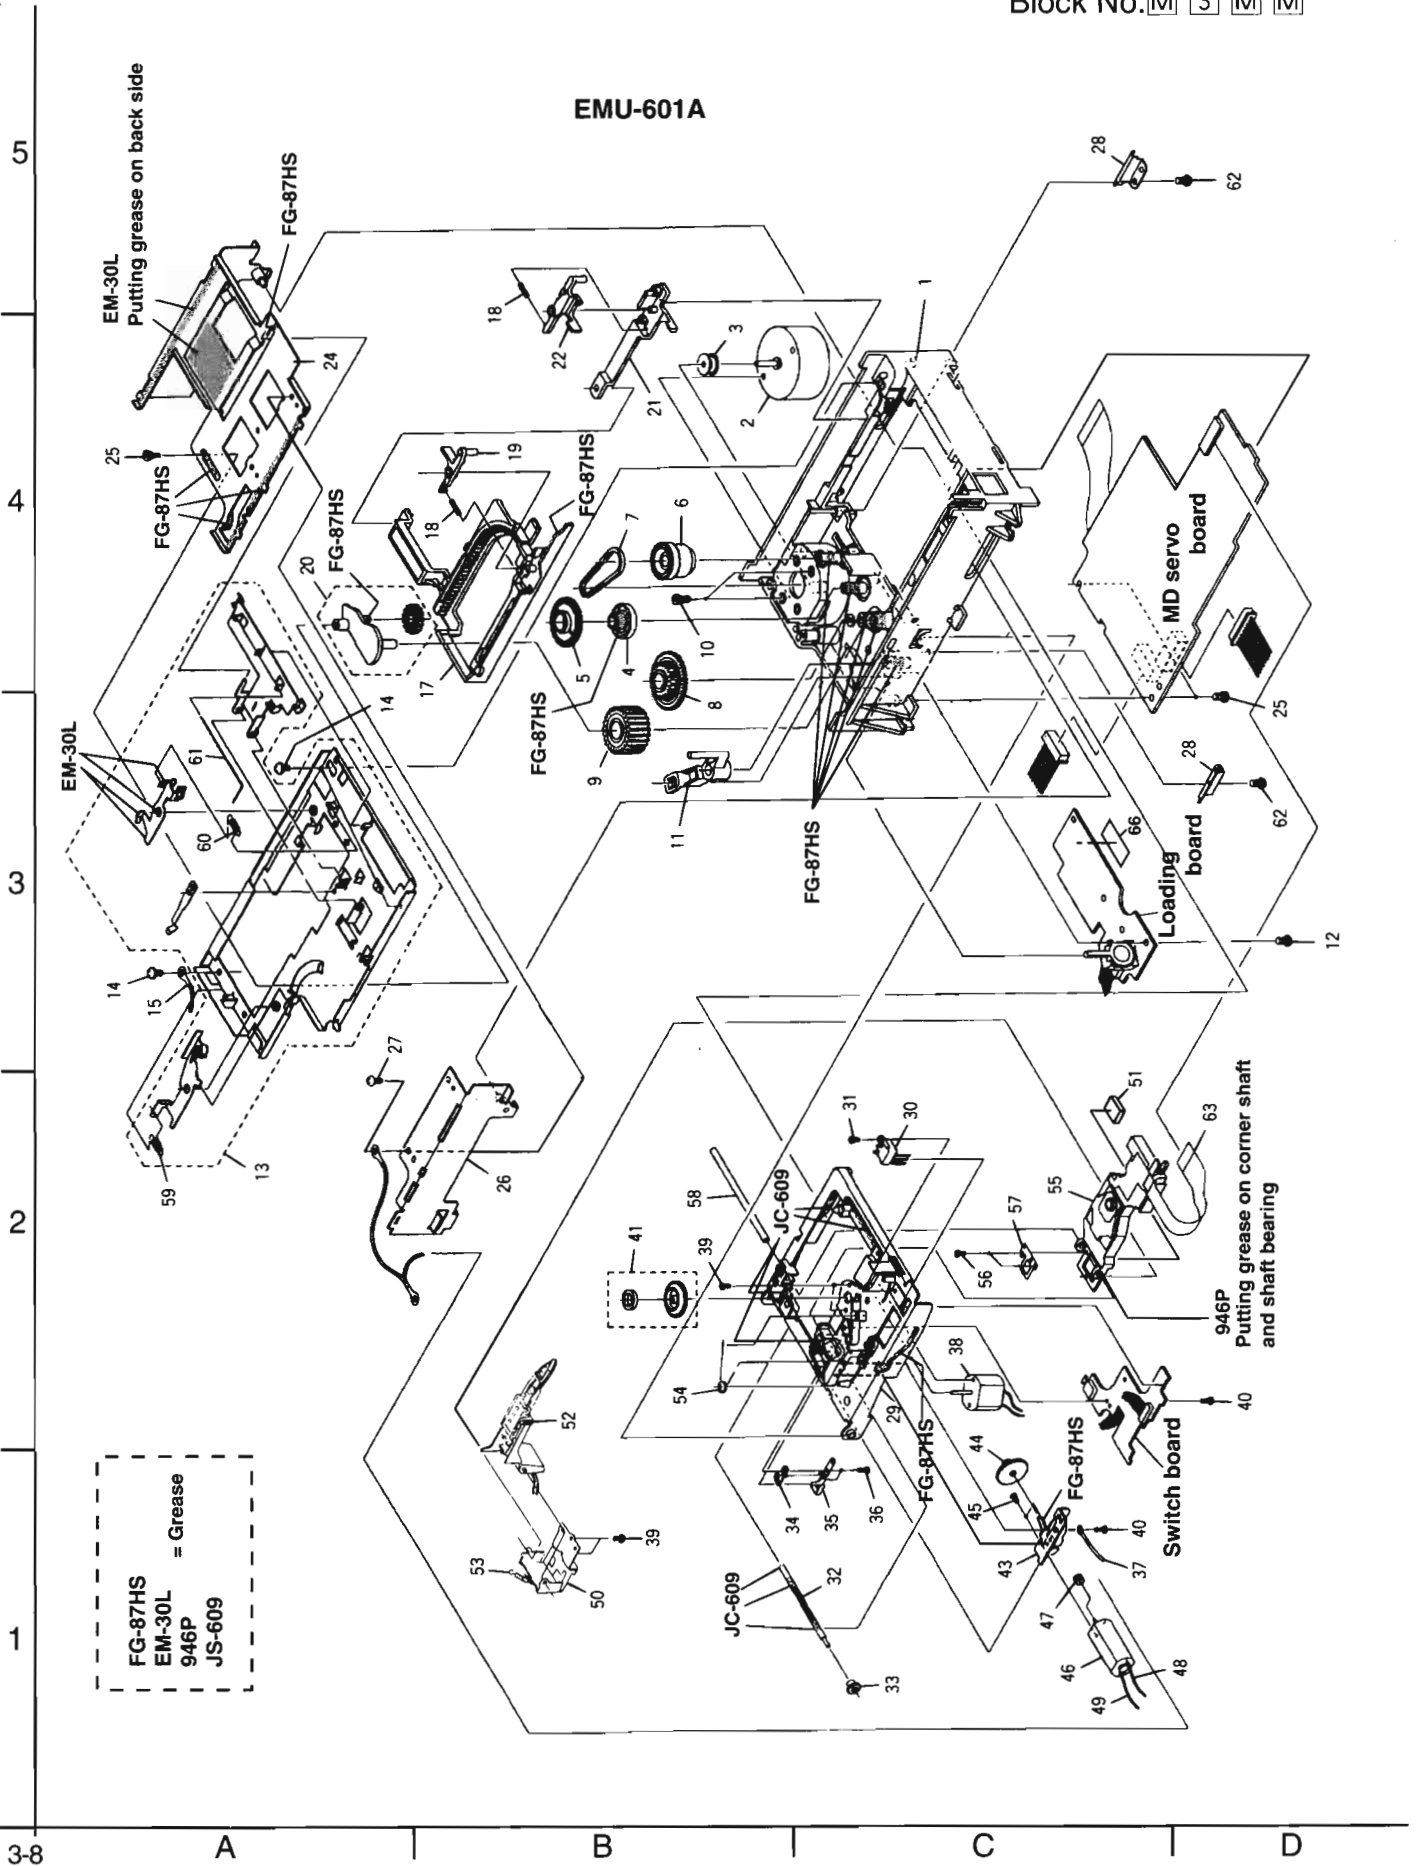 Block No. M 3 M M
EMU-601A
5
4
3
2
1
3-8
A
B
C
D
EM-30L
Putting grease on back side
FG-87HS
24
25
FG-87HS
20
FG-87HS
18
22
21
3
2
1
28
62
19
18
FG-87HS
17
7
6
5
4
10
8
FG-87HS
9
11
14
EM-30L
61
60
14
15
13
59
27
26
FG-87HS
MD servo
board
25
28
62
66
Loading
board
12
41
58
JC-609
39
31
30
51
63
55
57
56
946P
Putting grease on corner shaft
and shaft bearing
54
38
29
FG-87HS
44
45
FG-87HS
40
Switch board
34
35
36
43
40
37
47
46
48
49
52
53
39
50
JC-609
32
33
FG-87HS
EM-30L
946P
JS-609
= Grease